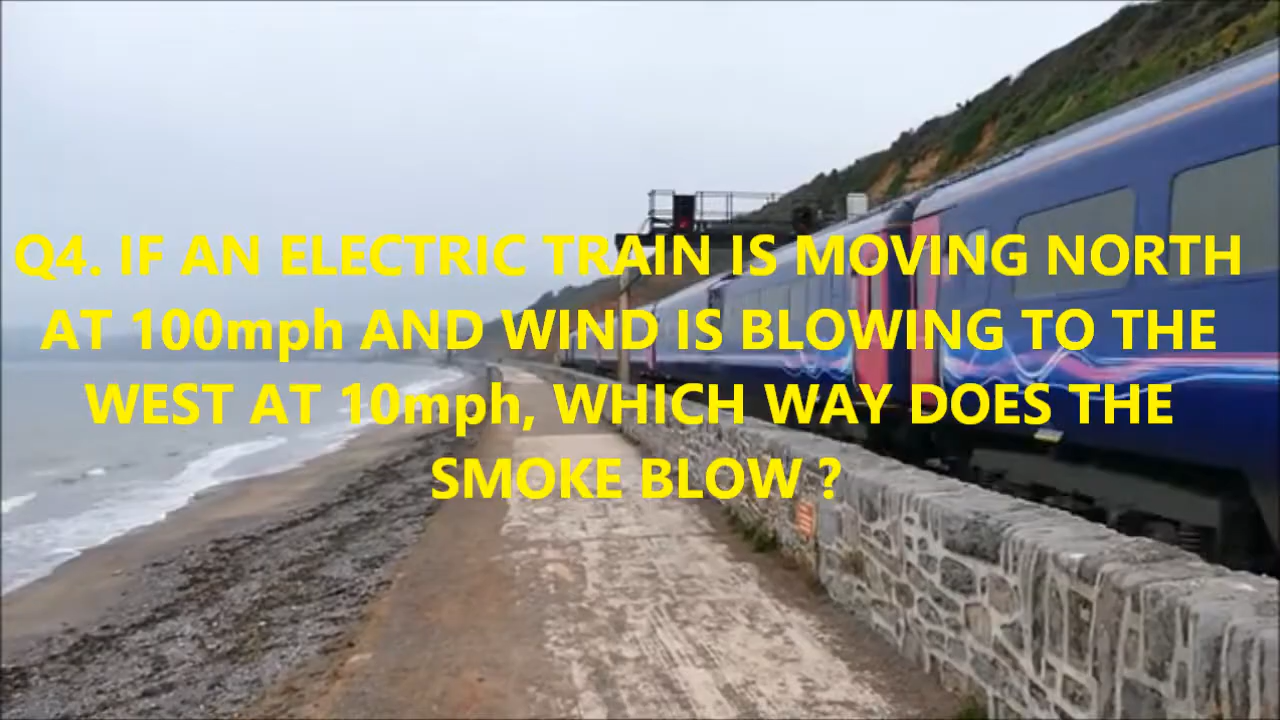 Q4. IF AN ELECTRIC TRAIN IS MOVING NORTH
AT 100mph AND WIND IS BLOWING TO THE
WEST AT 10mph, WHICH WAY DOES THE
SMOKE BLOW ?